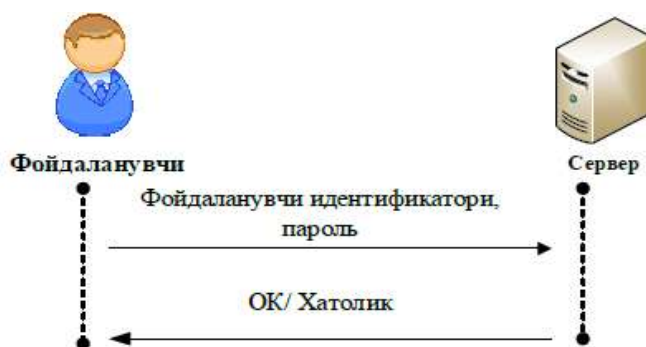 Фойдаланувчи
Сервер
Фойдаланувчи идентификатори,
пароль
ОК/ Хатолик